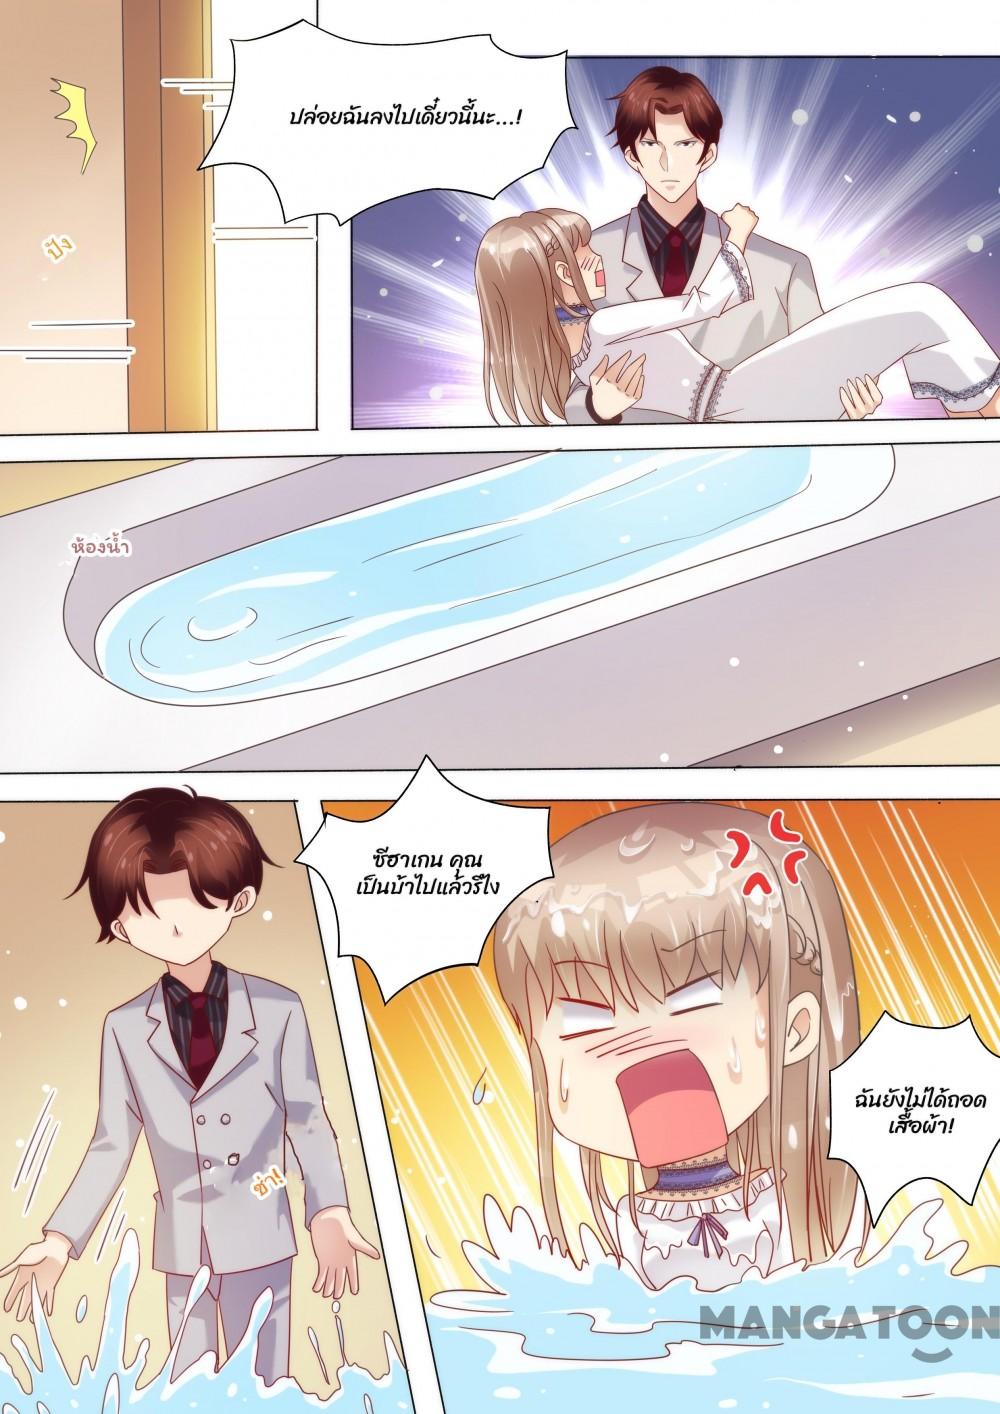 ปล่อยฉันลงไปเดี๋ยวนี้นะ...!
ปัง
ห้องน้ำ
ซีฮาเกน คุณ
เป็นบ้าไปแล้วรึไง
ฉันยังไม่ได้ถอด
เสื้อผ้า!
ซ่า!
MANGATOON